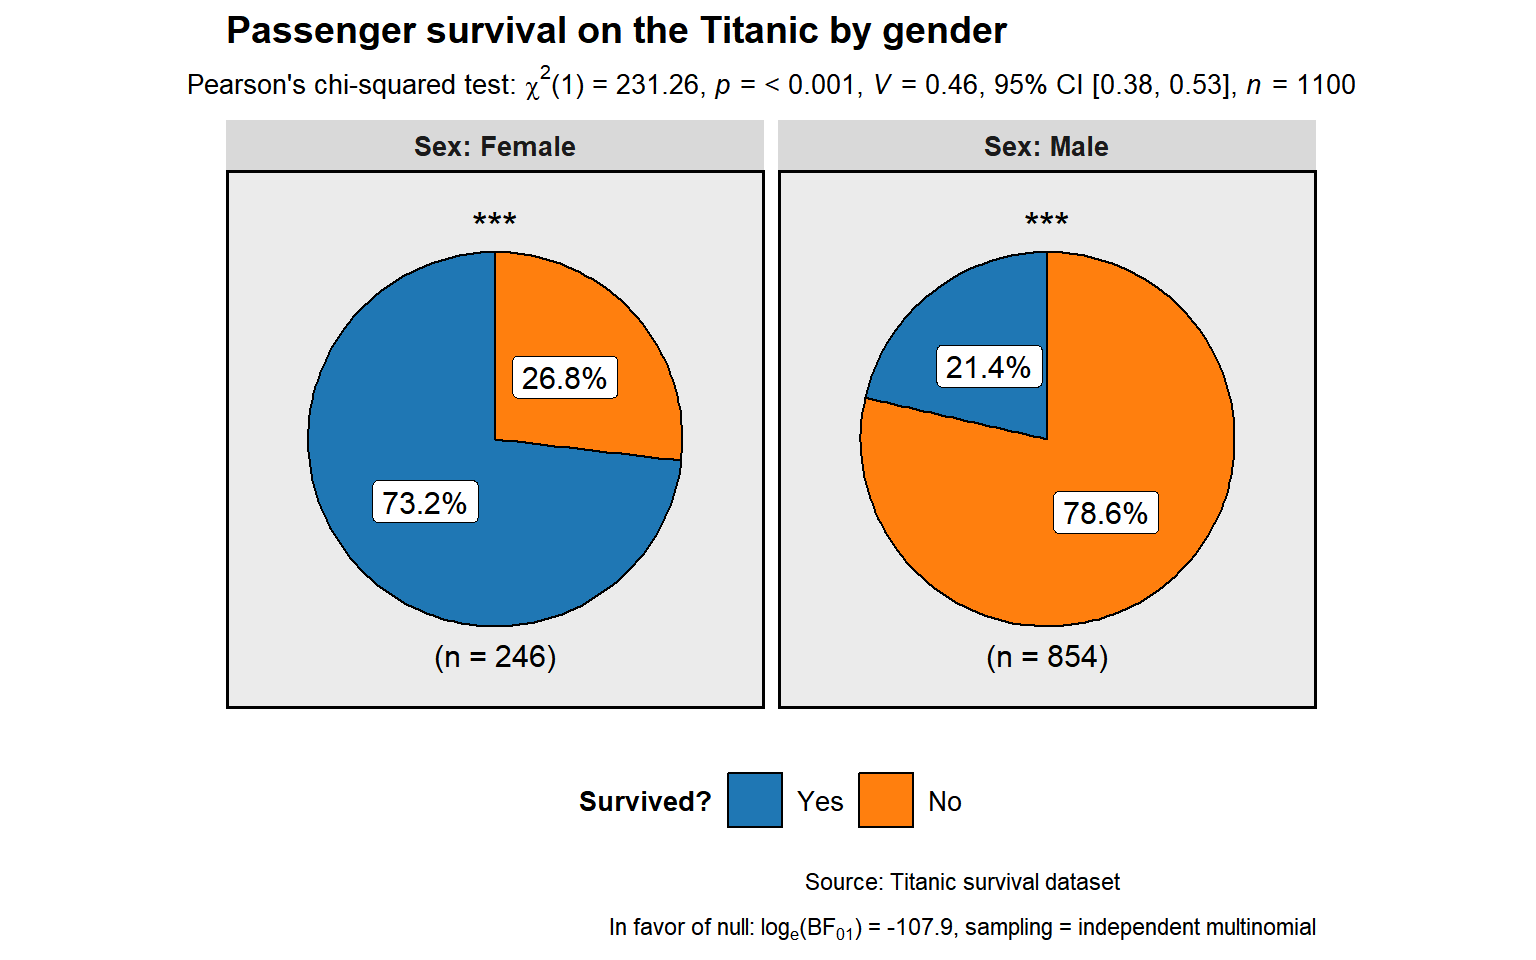 Passenger survival on the Titanic by gender
Pearson's chi-squared test: χ²(1) = 231.26, p = < 0.001, V = 0.46, 95% CI [0.38, 0.53], n = 1100
Sex: Female
Sex: Male
***
***
26.8%
73.2%
21.4%
78.6%
(n = 246)
(n = 854)
Survived? Yes No
Source: Titanic survival dataset
In favor of null: logₑ(BF₀₁) = -107.9, sampling = independent multinomial